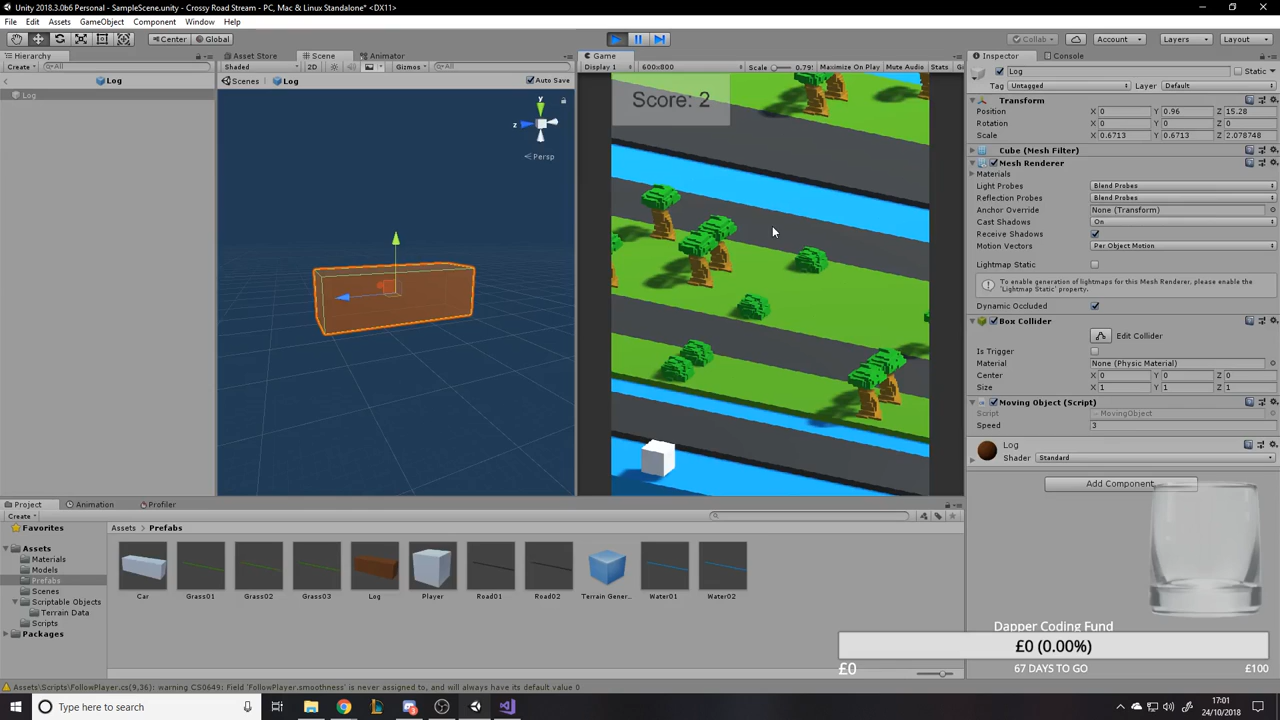 Unity 2018.3.0b6 Personal - SampleScene.unity - Crossy Road Stream - PC, Mac & Linux Standalone* <DX11>
File Edit Assets GameObject Component Window Help
Center Global Collab Account Layers Layout
Hierarchy Asset Store Scene Animator Game Inspector Console
Create All Shaded 2D Gizmos All Display 1 600x800 Scale 0.79 Maximize On Play Mute Audio Stats
Log Scenes Log Auto Save
Log
Log Static
Tag Untagged Layer Default
Transform
Position X 0 Y 0.96 Z 15.28
Rotation X 0 Y 0 Z 0
Scale X 0.6713 Y 0.6713 Z 2.078748
Cube (Mesh Filter)
Mesh Renderer
Materials
Light Probes Blend Probes
Reflection Probes Blend Probes
Anchor Override None (Transform)
Cast Shadows On
Receive Shadows
Motion Vectors Per Object Motion
Lightmap Static
To enable generation of lightmaps for this Mesh Renderer, please enable the
'Lightmap Static' property.
Dynamic Occluded
Box Collider
Edit Collider
Is Trigger
Material None (Physic Material)
Center X 0 Y 0 Z 0
Size X 1 Y 1 Z 1
Moving Object (Script)
Script MovingObject
Speed 3
Log
Shader Standard
Add Component
y
z
Persp
Score: 2
Project Animation Profiler
Create
Favorites
Assets
Materials
Models
Prefabs
Scenes
Scriptable Objects
Terrain Data
Scripts
Packages
Assets Prefabs
Car Grass01 Grass02 Grass03 Log Player Road01 Road02 Terrain Gener... Water01 Water02
Dapper Coding Fund
£0 (0.00%)
£0 67 DAYS TO GO £100
Assets\Scripts\FollowPlayer.cs(9,36): warning CS0649: Field 'FollowPlayer.smoothness' is never assigned to, and will always have its default value 0
Type here to search
17:01
24/10/2018